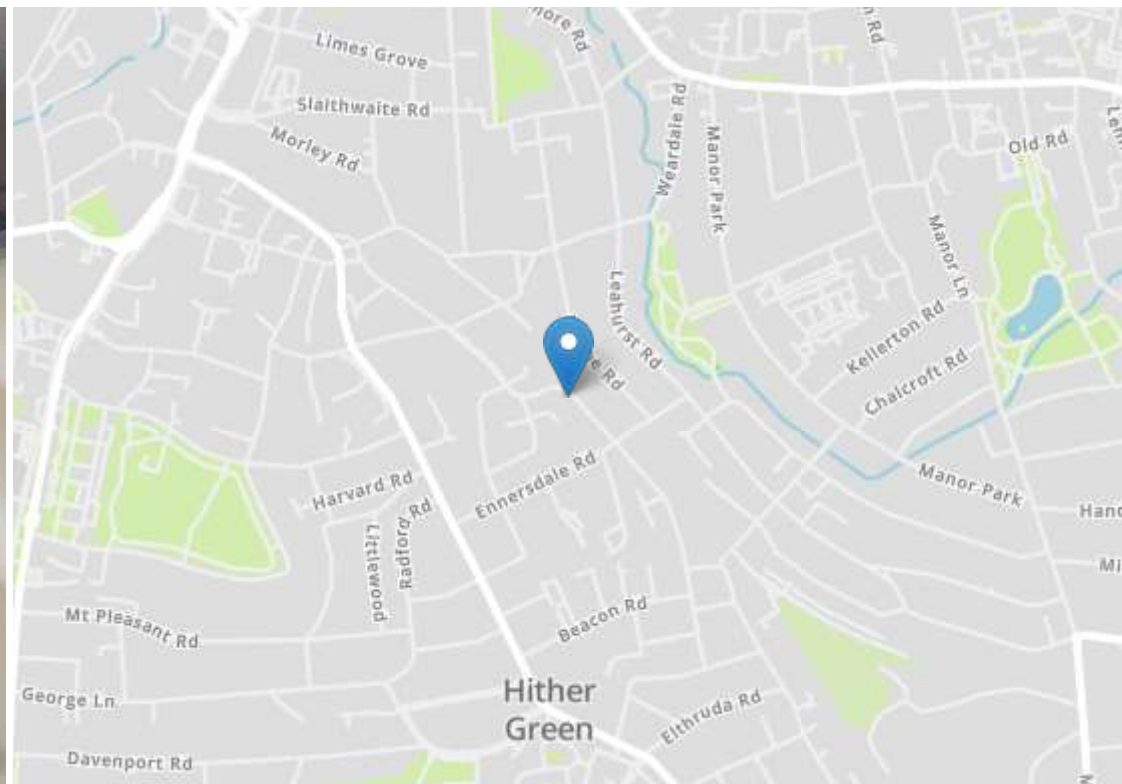 Limes Grove
Slaithwaite Rd
Morley Rd
Weardale Rd
Manor Park
Old Rd
Manor Ln
Leahurst Rd
Kellerton Rd
Chalcroft Rd
Harvard Rd
Radford Rd
Littlewood
Ennersdale Rd
Manor Park
Mt Pleasant Rd
Beacon Rd
George Ln
Hither
Green
Elthruda Rd
Davenport Rd